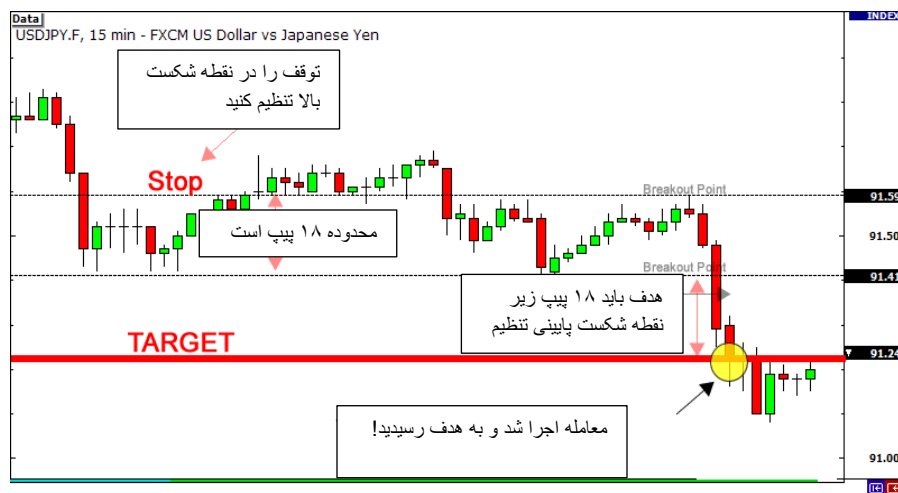 Data
INDEX
USDJPY.F, 15 min - FXCM US Dollar vs Japanese Yen
توقف را در نقطه شکست
بالا تنظیم کنید
Stop
Breakout Point
91.59
محدوده ۱۸ پیپ است
91.50
Breakout Point
91.41
هدف باید ۱۸ پیپ زیر
نقطه شکست پایینی تنظیم
TARGET
91.24
معامله اجرا شد و به هدف رسیدید!
91.00